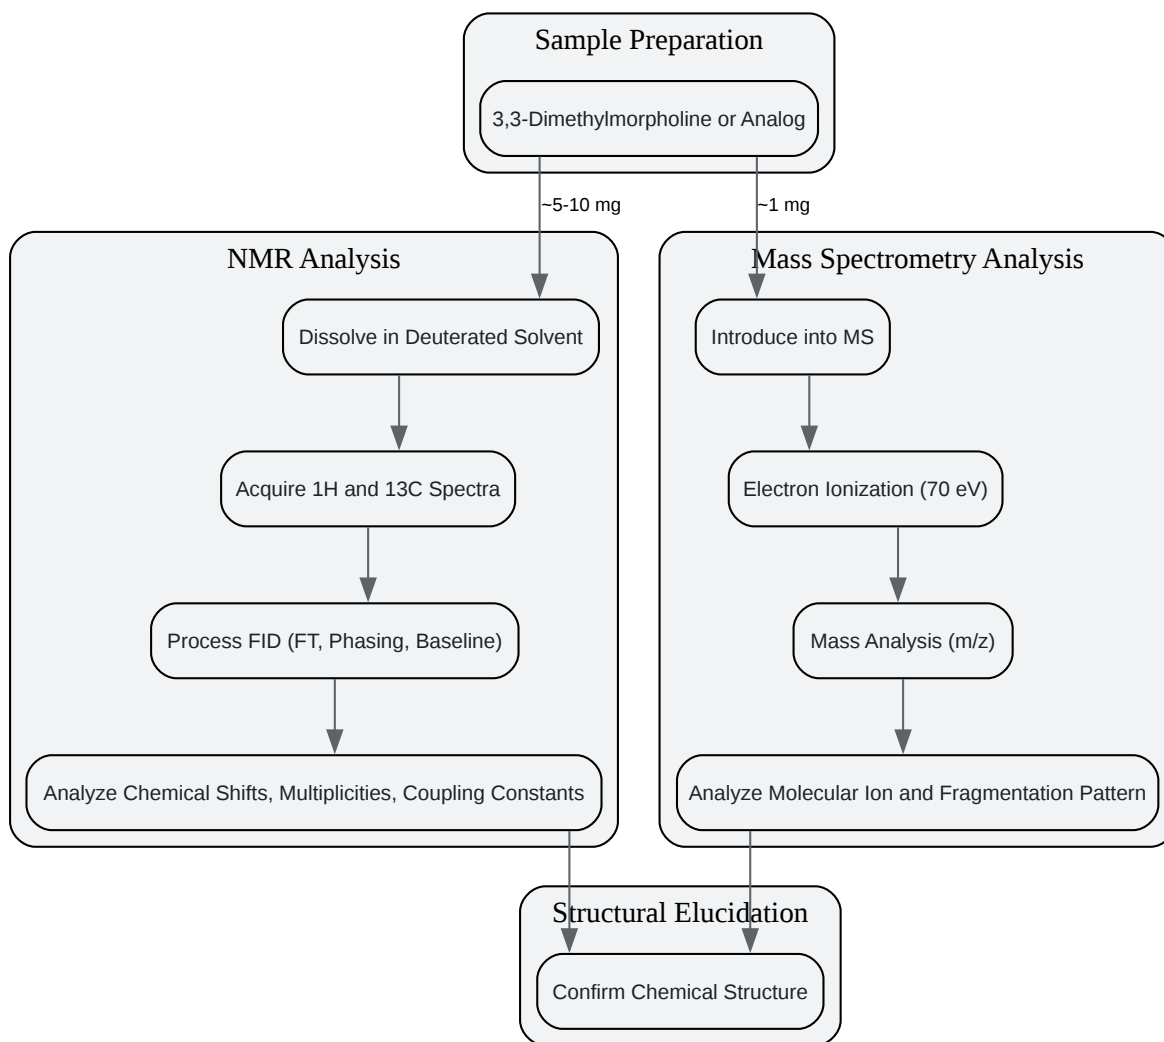 Sample Preparation
3,3-Dimethylmorpholine or Analog
~5-10 mg
~1 mg
NMR Analysis
Dissolve in Deuterated Solvent
Acquire 1H and 13C Spectra
Process FID (FT, Phasing, Baseline)
Analyze Chemical Shifts, Multiplicities, Coupling Constants
Mass Spectrometry Analysis
Introduce into MS
Electron Ionization (70 eV)
Mass Analysis (m/z)
Analyze Molecular Ion and Fragmentation Pattern
Structural Elucidation
Confirm Chemical Structure